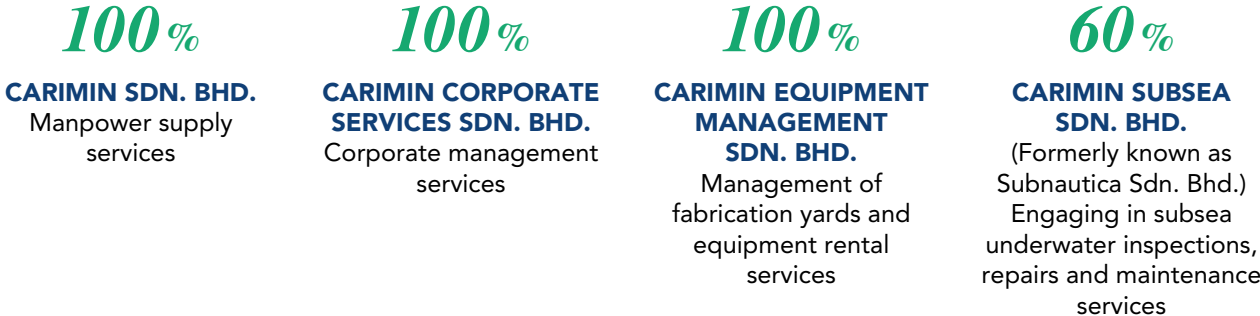 100%
CARIMIN SDN. BHD.
Manpower supply
services
100%
CARIMIN CORPORATE
SERVICES SDN. BHD.
Corporate management
services
100%
CARIMIN EQUIPMENT
MANAGEMENT
SDN. BHD.
Management of
fabrication yards and
equipment rental
services
60%
CARIMIN SUBSEA
SDN. BHD.
(Formerly known as
Subnautica Sdn. Bhd.)
Engaging in subsea
underwater inspections,
repairs and maintenance
services